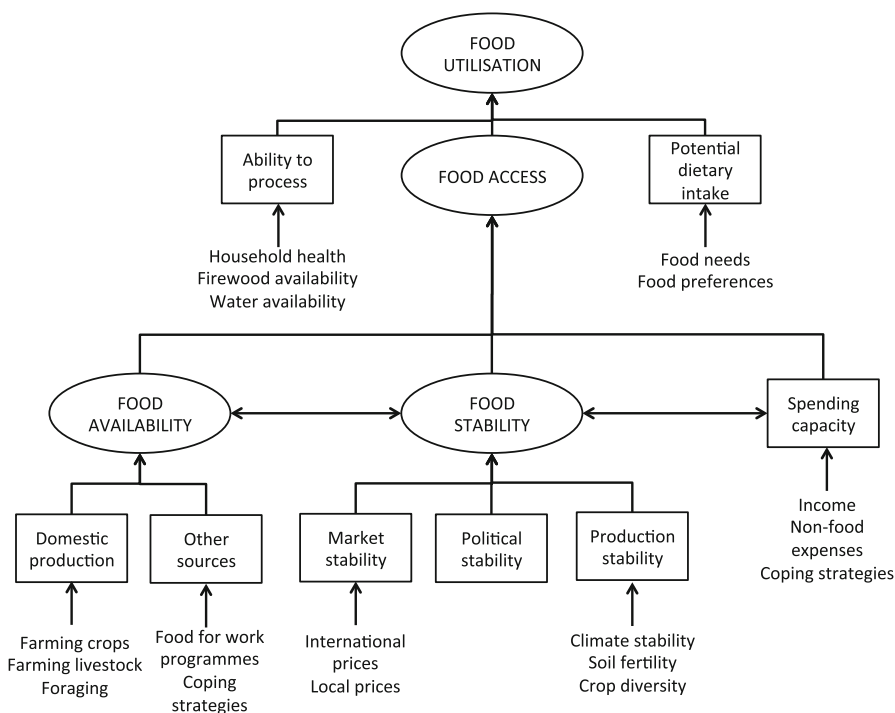 FOOD
UTILISATION
Ability to
process
FOOD ACCESS
Potential
dietary
intake
Household health
Firewood availability
Water availability
Food needs
Food preferences
FOOD
AVAILABILITY
FOOD
STABILITY
Spending
capacity
Income
Non-food
expenses
Coping strategies
Domestic
production
Other
sources
Market
stability
Political
stability
Production
stability
Farming crops
Farming livestock
Foraging
Food for work
programmes
Coping
strategies
International
prices
Local prices
Climate stability
Soil fertility
Crop diversity